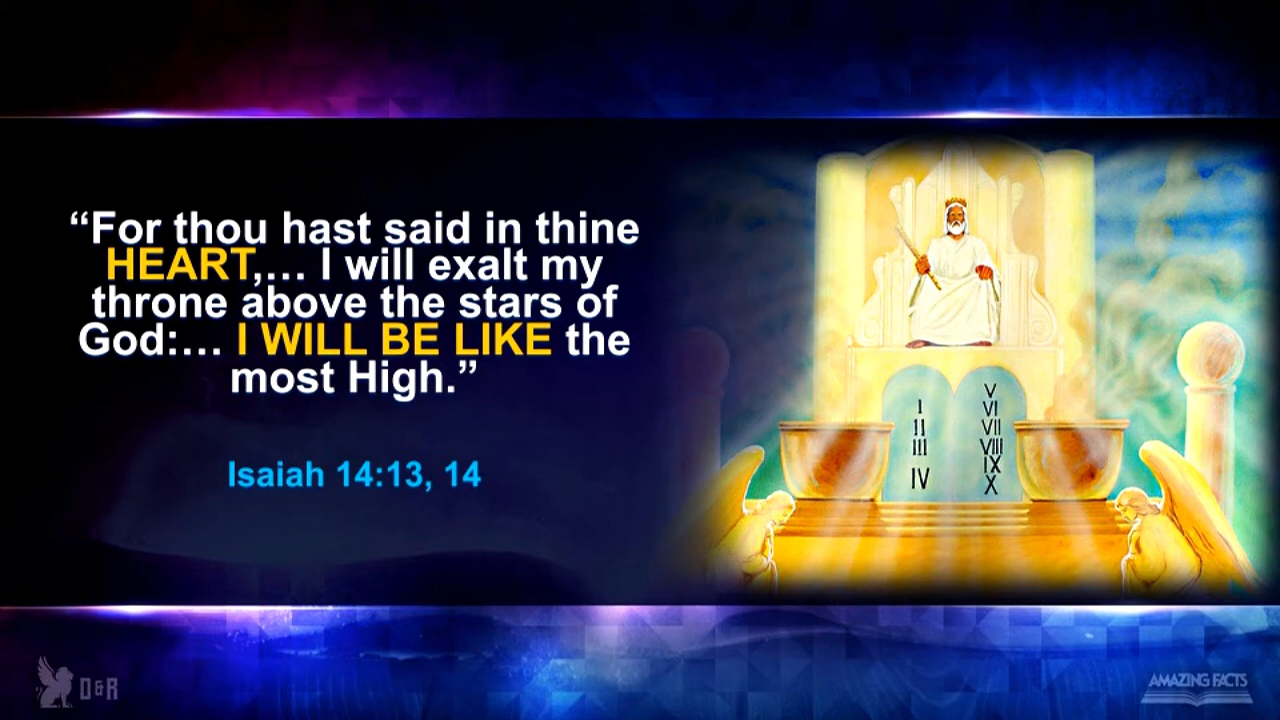 “For thou hast said in thine
HEART,… I will exalt my
throne above the stars of
God:… I WILL BE LIKE the
most High.”
Isaiah 14:13, 14
I
II
III
IV
V
VI
VII
VIII
IX
X
D&R
AMAZING FACTS